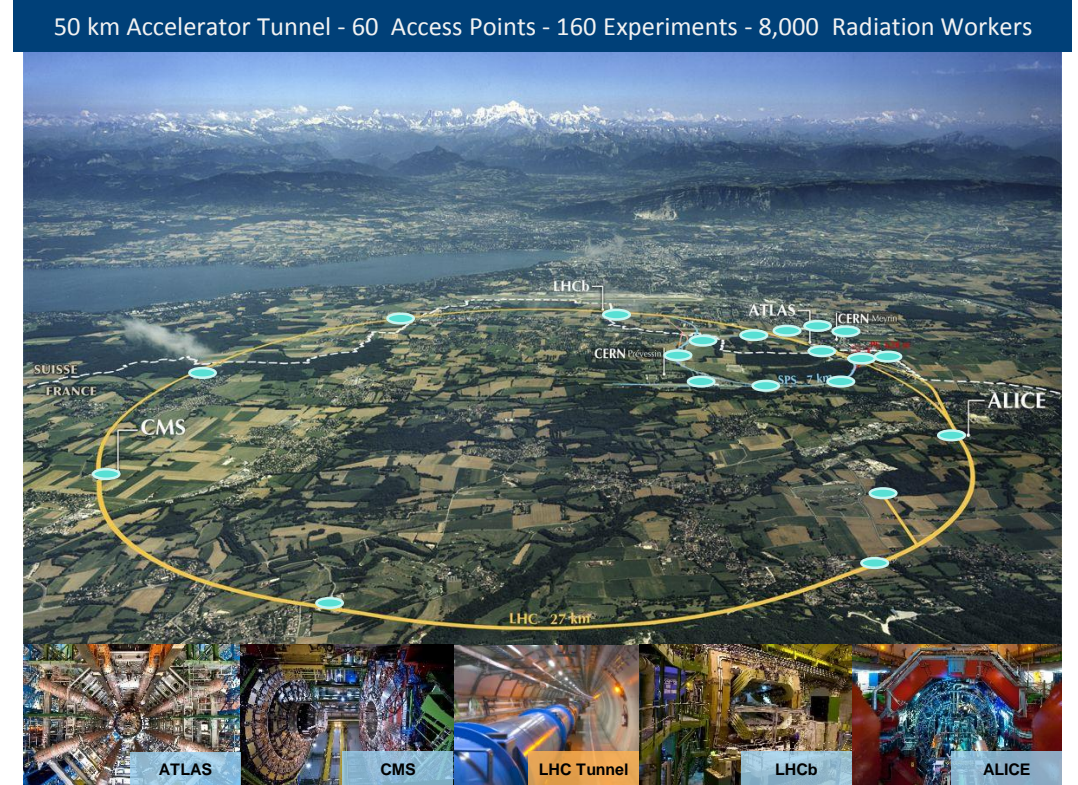 50 km Accelerator Tunnel - 60 Access Points - 160 Experiments - 8,000 Radiation Workers
LHCb
ATLAS
CERN Meyrin
CERN Prévessin
SUISSE
FRANCE
SPS 7 km
CMS
ALICE
LHC 27 km
ATLAS
CMS
LHC Tunnel
LHCb
ALICE